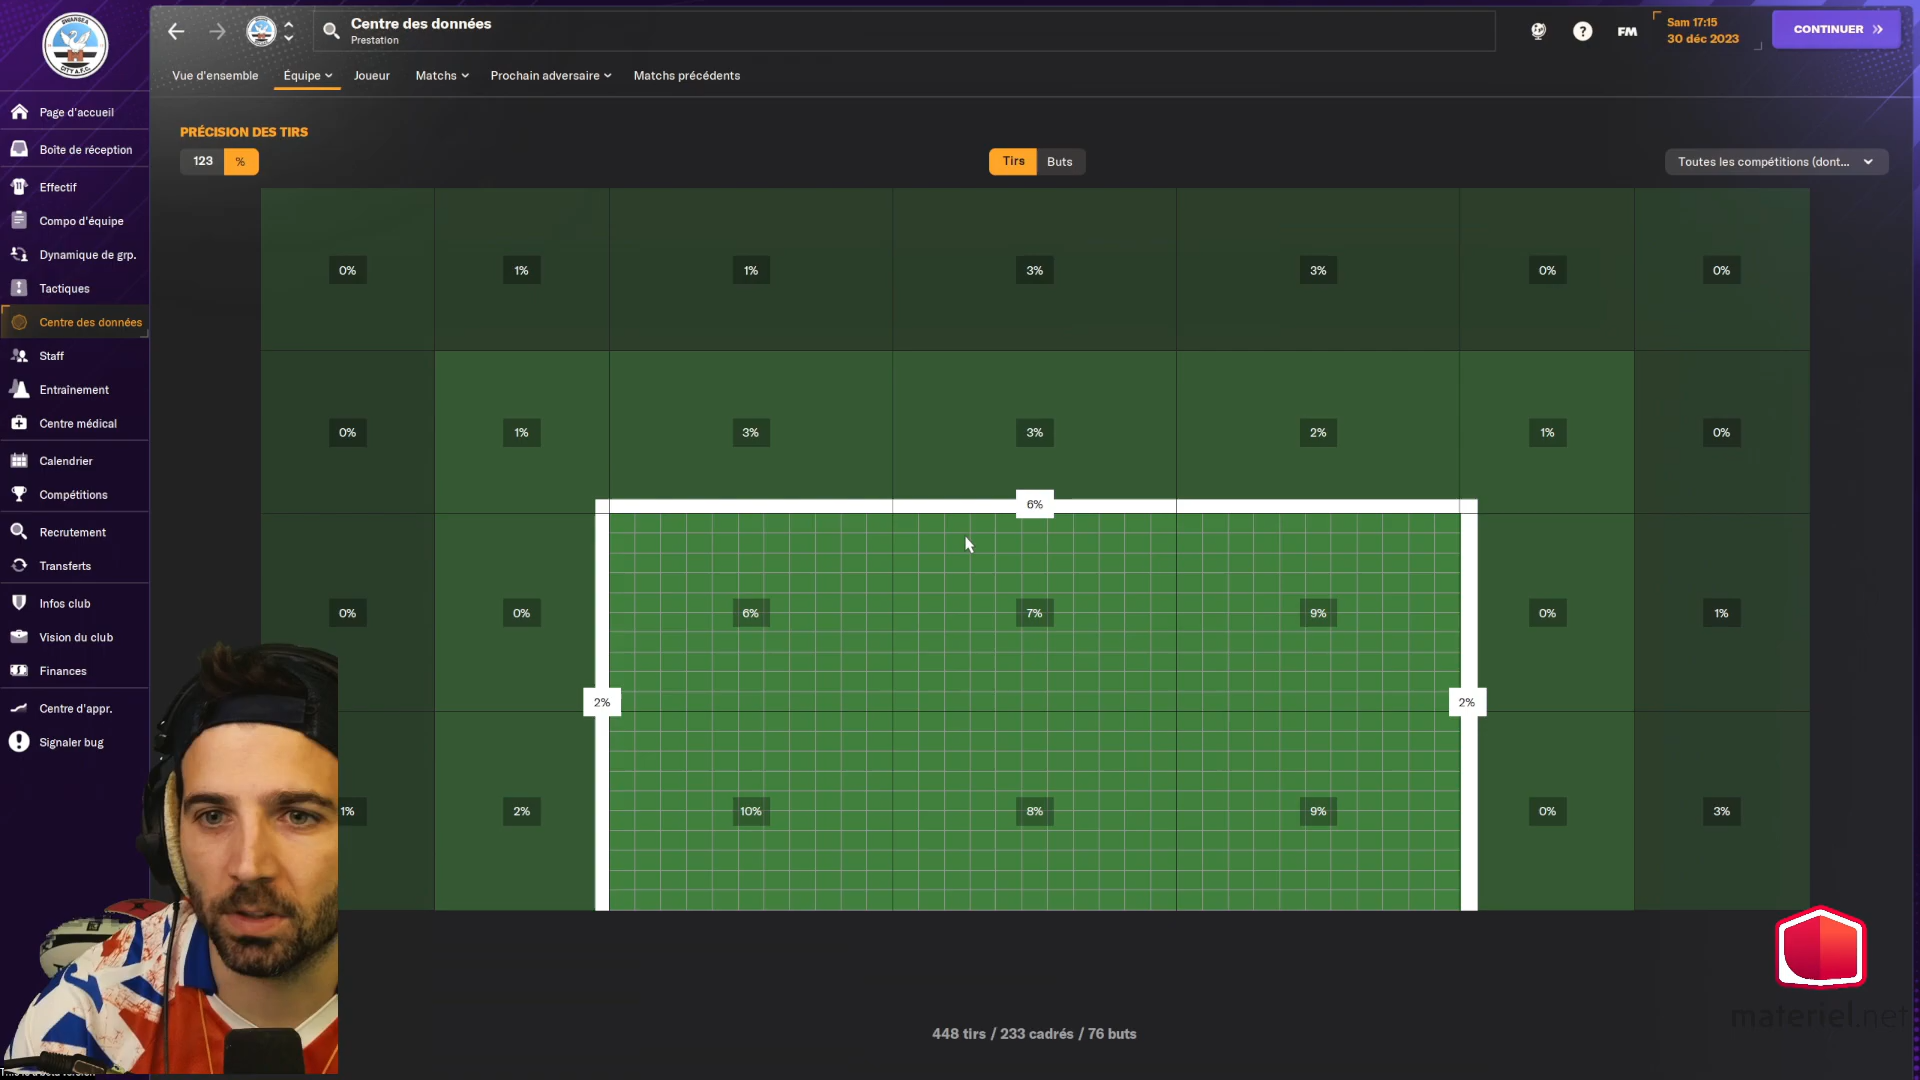 SWANSEA
CITY A.F.C.
Centre des données
Prestation
FM
Sam 17:15
30 déc 2023
CONTINUER
Vue d'ensemble
Équipe
Joueur
Matchs
Prochain adversaire
Matchs précédents
Page d'accueil
Boîte de réception
Effectif
Compo d'équipe
Dynamique de grp.
Tactiques
Centre des données
Staff
Entraînement
Centre médical
Calendrier
Compétitions
Recrutement
Transferts
Infos club
Vision du club
Finances
Centre d'appr.
Signaler bug
PRÉCISION DES TIRS
123
%
Tirs
Buts
Toutes les compétitions (dont...
0% 1% 1% 3% 3% 0% 0%
0% 1% 3% 3% 2% 1% 0%
6%
0% 0% 6% 7% 9% 0% 1%
2% 2%
1% 2% 10% 8% 9% 0% 3%
448 tirs / 233 cadrés / 76 buts
materiel.net